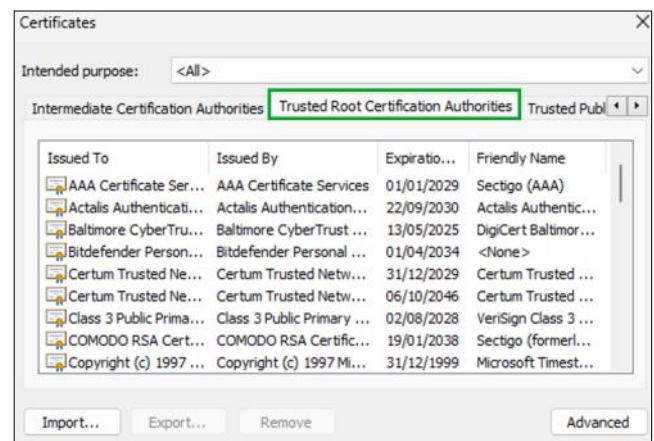 Certificates
Intended purpose: <All>
Intermediate Certification Authorities Trusted Root Certification Authorities Trusted Publ
Issued To Issued By Expiratio... Friendly Name
AAA Certificate Ser... AAA Certificate Services 01/01/2029 Sectigo (AAA)
Actalis Authenticati... Actalis Authentication... 22/09/2030 Actalis Authentic...
Baltimore CyberTru... Baltimore CyberTrust ... 13/05/2025 DigiCert Baltimor...
Bitdefender Person... Bitdefender Personal ... 01/04/2034 <None>
Certum Trusted Ne... Certum Trusted Netw... 31/12/2029 Certum Trusted ...
Certum Trusted Ne... Certum Trusted Netw... 06/10/2046 Certum Trusted ...
Class 3 Public Prima... Class 3 Public Primary ... 02/08/2028 VeriSign Class 3 ...
COMODO RSA Cert... COMODO RSA Certific... 19/01/2038 Sectigo (formerl...
Copyright (c) 1997 ... Copyright (c) 1997 Mi... 31/12/1999 Microsoft Timest...
Import... Export... Remove Advanced